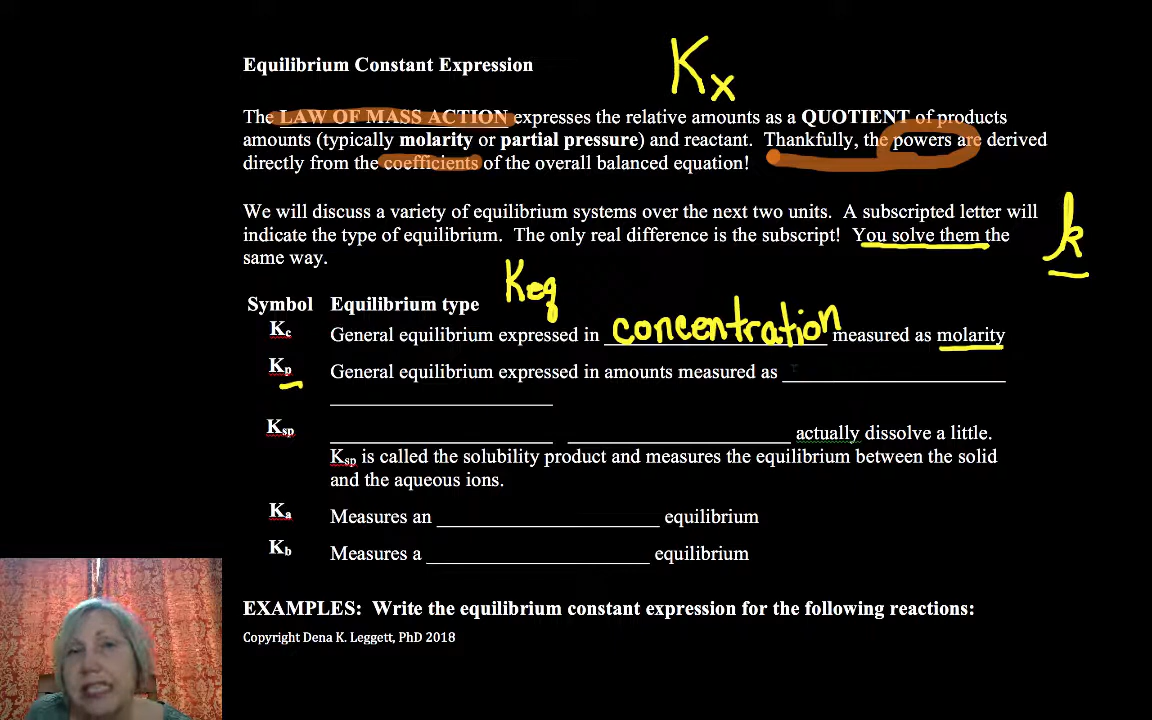 Kx
Equilibrium Constant Expression
The LAW OF MASS ACTION expresses the relative amounts as a QUOTIENT of products
amounts (typically molarity or partial pressure) and reactant.  Thankfully, the powers are derived
directly from the coefficients of the overall balanced equation!
We will discuss a variety of equilibrium systems over the next two units.  A subscripted letter will
indicate the type of equilibrium.  The only real difference is the subscript!  You solve them the
same way.
k
Keq
Symbol Equilibrium type
Kc General equilibrium expressed in concentration measured as molarity
Kp General equilibrium expressed in amounts measured as ____________________
____________________
Ksp ____________________ ____________________ actually dissolve a little.
Ksp is called the solubility product and measures the equilibrium between the solid
and the aqueous ions.
Ka Measures an ____________________ equilibrium
Kb Measures a ____________________ equilibrium
EXAMPLES:  Write the equilibrium constant expression for the following reactions:
Copyright Dena K. Leggett, PhD 2018